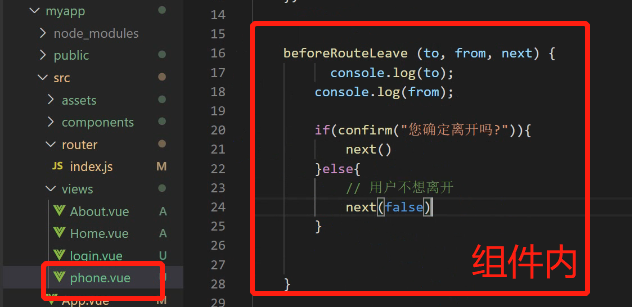 myapp
node_modules
public
src
assets
components
router
JS index.js M
views
About.vue A
Home.vue A
login.vue U
phone.vue
App.vue M
14
15
16 beforeRouteLeave (to, from, next) {
17 console.log(to);
18 console.log(from);
19
20 if(confirm("您确定离开吗?")){
21 next()
22 }else{
23 // 用户不想离开
24 next(false)
25 }
26
27
28 }
29
组件内